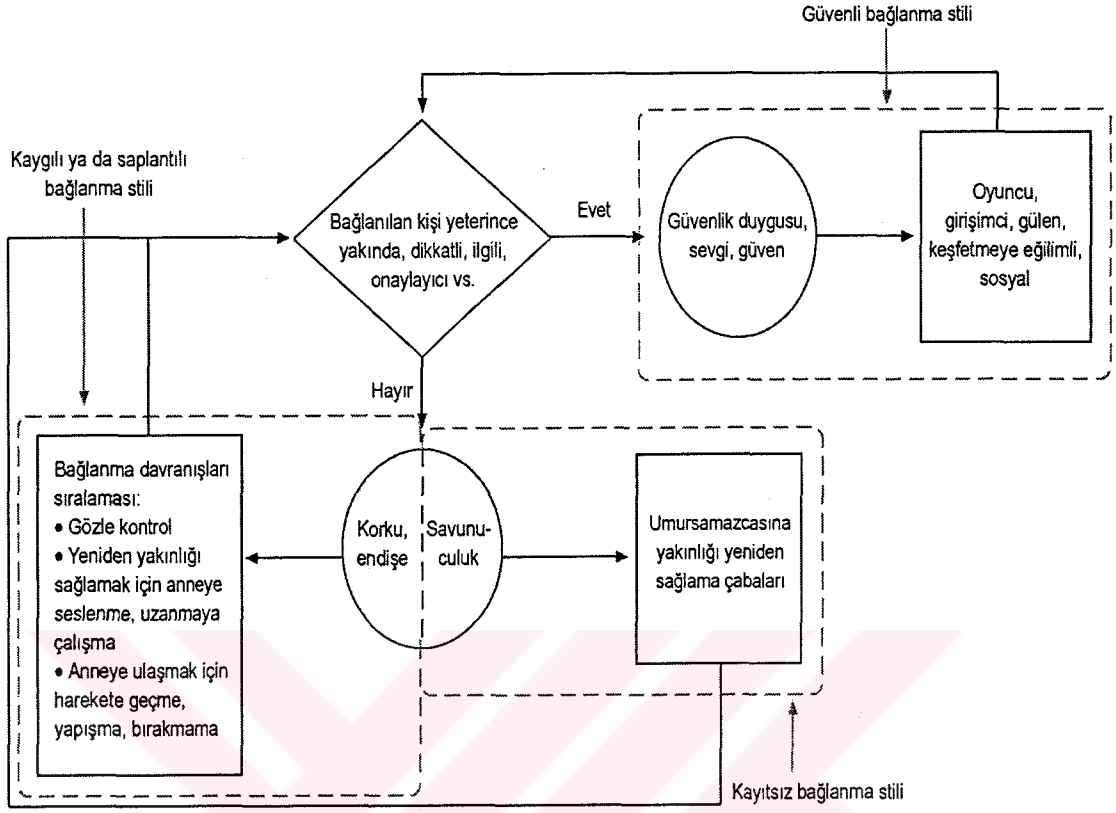 Güvenli bağlanma stili
Kaygılı ya da saplantılı
bağlanma stili
Bağlanılan kişi yeterince
yakında, dikkatli, ilgili,
onaylayıcı vs.
Evet
Güvenlik duygusu,
sevgi, güven
Oyuncu,
girişimci, gülen,
keşfetmeye eğilimli,
sosyal
Hayır
Bağlanma davranışları
sıralaması:
• Gözle kontrol
• Yeniden yakınlığı
sağlamak için anneye
seslenme, uzanmaya
çalışma
• Anneye ulaşmak için
harekete geçme,
yapışma, bırakmama
Korku,
endişe
Savunu-
culuk
Umursamazcasına
yakınlığı yeniden
sağlama çabaları
Kayıtsız bağlanma stili